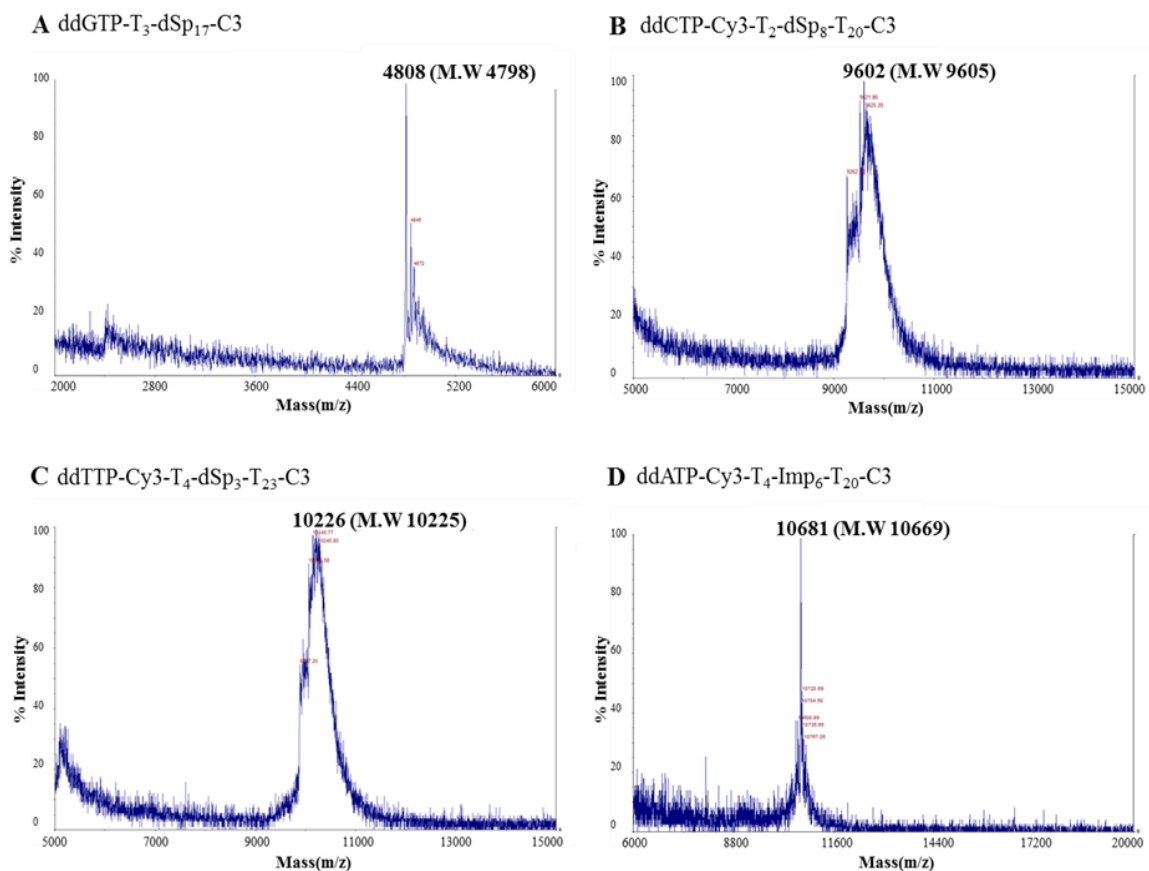 A ddGTP-T₃-dSp₁₇-C3
4808 (M.W 4798)
100
80
60
40
20
0
% Intensity
4848
4872
2000 2800 3600 4400 5200 6000
Mass(m/z)
B ddCTP-Cy3-T₂-dSp₈-T₂₀-C3
9602 (M.W 9605)
100
80
60
40
20
0
% Intensity
5000 7000 9000 11000 13000 15000
Mass(m/z)
C ddTTP-Cy3-T₄-dSp₃-T₂₃-C3
10226 (M.W 10225)
100
80
60
40
20
0
% Intensity
5000 7000 9000 11000 13000 15000
Mass(m/z)
D ddATP-Cy3-T₄-Imp₆-T₂₀-C3
10681 (M.W 10669)
100
80
60
40
20
0
% Intensity
6000 8800 11600 14400 17200 20000
Mass(m/z)